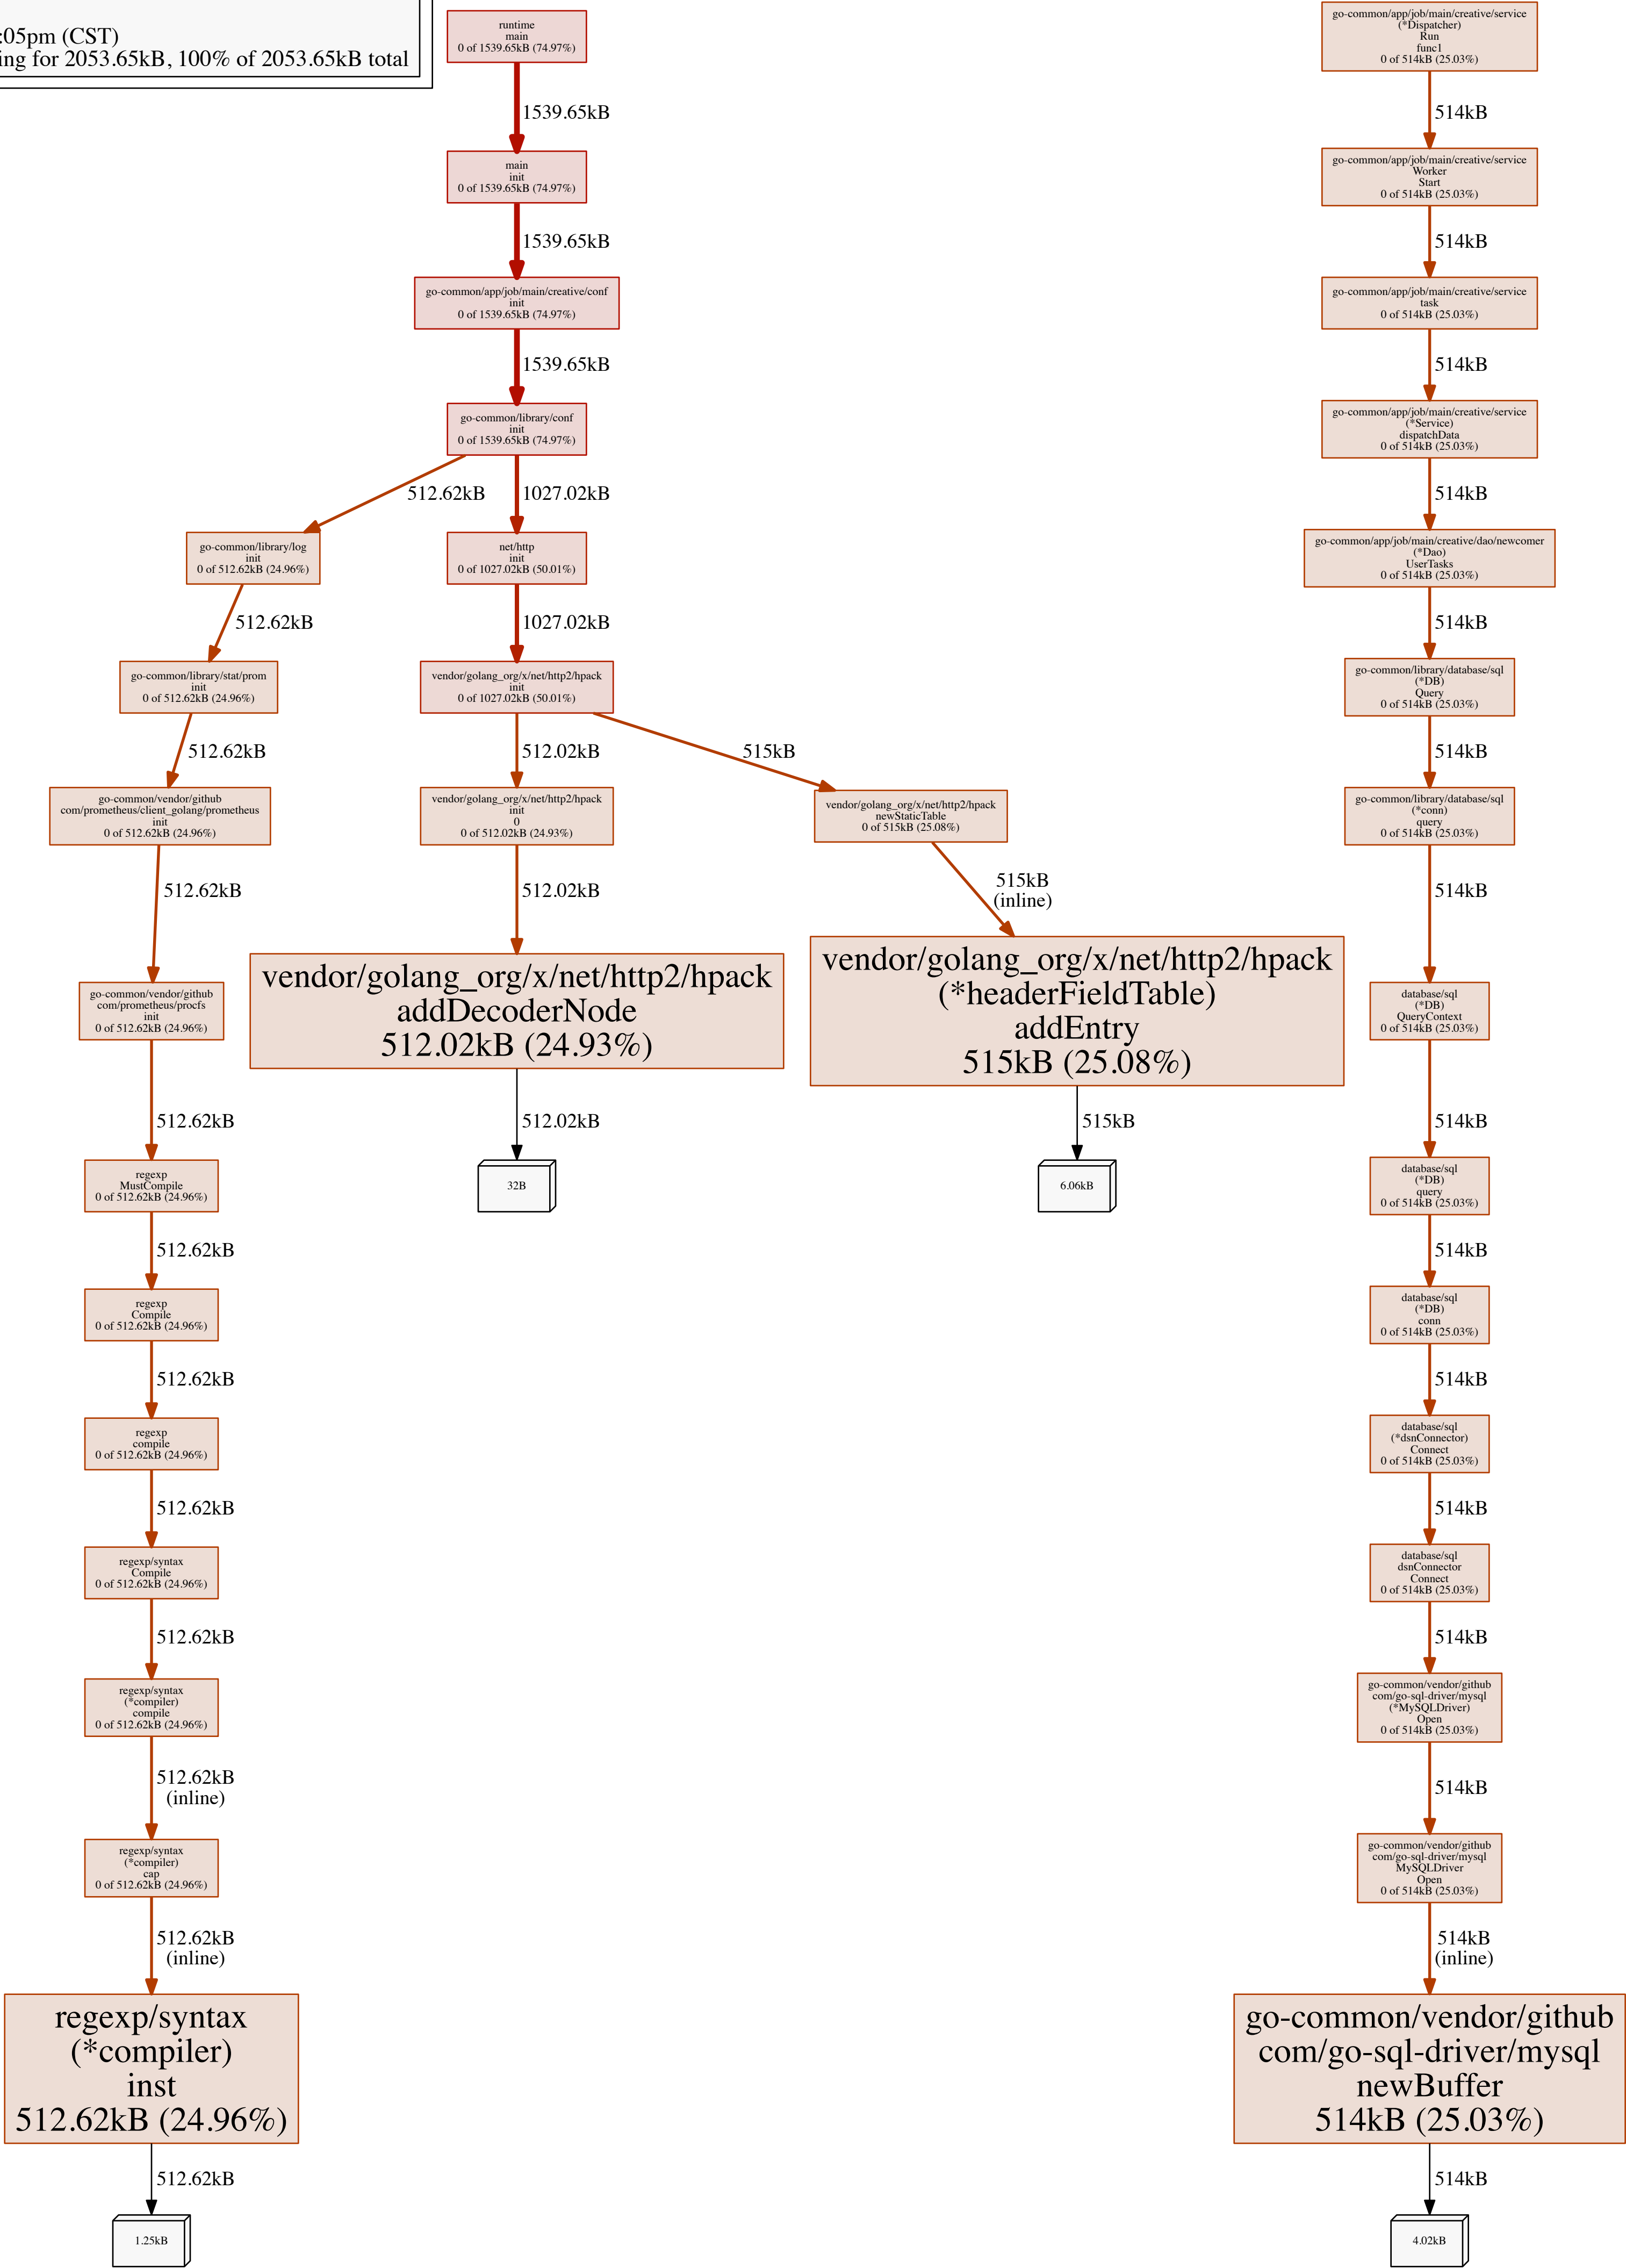 :05pm (CST)
ing for 2053.65kB, 100% of 2053.65kB total
runtime
main
0 of 1539.65kB (74.97%)
1539.65kB
main
init
0 of 1539.65kB (74.97%)
1539.65kB
go-common/app/job/main/creative/conf
init
0 of 1539.65kB (74.97%)
1539.65kB
go-common/library/conf
init
0 of 1539.65kB (74.97%)
512.62kB
1027.02kB
go-common/library/log
init
0 of 512.62kB (24.96%)
512.62kB
go-common/library/stat/prom
init
0 of 512.62kB (24.96%)
512.62kB
go-common/vendor/github
com/prometheus/client_golang/prometheus
init
0 of 512.62kB (24.96%)
512.62kB
go-common/vendor/github
com/prometheus/procfs
init
0 of 512.62kB (24.96%)
512.62kB
regexp
MustCompile
0 of 512.62kB (24.96%)
512.62kB
regexp
Compile
0 of 512.62kB (24.96%)
512.62kB
regexp
compile
0 of 512.62kB (24.96%)
512.62kB
regexp/syntax
Compile
0 of 512.62kB (24.96%)
512.62kB
regexp/syntax
(*compiler)
compile
0 of 512.62kB (24.96%)
512.62kB
(inline)
regexp/syntax
(*compiler)
cap
0 of 512.62kB (24.96%)
512.62kB
(inline)
regexp/syntax
(*compiler)
inst
512.62kB (24.96%)
512.62kB
1.25kB
net/http
init
0 of 1027.02kB (50.01%)
1027.02kB
vendor/golang_org/x/net/http2/hpack
init
0 of 1027.02kB (50.01%)
512.02kB
515kB
vendor/golang_org/x/net/http2/hpack
init
0
0 of 512.02kB (24.93%)
512.02kB
vendor/golang_org/x/net/http2/hpack
addDecoderNode
512.02kB (24.93%)
512.02kB
32B
vendor/golang_org/x/net/http2/hpack
newStaticTable
0 of 515kB (25.08%)
515kB
(inline)
vendor/golang_org/x/net/http2/hpack
(*headerFieldTable)
addEntry
515kB (25.08%)
515kB
6.06kB
go-common/app/job/main/creative/service
(*Dispatcher)
Run
func1
0 of 514kB (25.03%)
514kB
go-common/app/job/main/creative/service
Worker
Start
0 of 514kB (25.03%)
514kB
go-common/app/job/main/creative/service
task
0 of 514kB (25.03%)
514kB
go-common/app/job/main/creative/service
(*Service)
dispatchData
0 of 514kB (25.03%)
514kB
go-common/app/job/main/creative/dao/newcomer
(*Dao)
UserTasks
0 of 514kB (25.03%)
514kB
go-common/library/database/sql
(*DB)
Query
0 of 514kB (25.03%)
514kB
go-common/library/database/sql
(*conn)
query
0 of 514kB (25.03%)
514kB
database/sql
(*DB)
QueryContext
0 of 514kB (25.03%)
514kB
database/sql
(*DB)
query
0 of 514kB (25.03%)
514kB
database/sql
(*DB)
conn
0 of 514kB (25.03%)
514kB
database/sql
(*dsnConnector)
Connect
0 of 514kB (25.03%)
514kB
database/sql
dsnConnector
Connect
0 of 514kB (25.03%)
514kB
go-common/vendor/github
com/go-sql-driver/mysql
(*MySQLDriver)
Open
0 of 514kB (25.03%)
514kB
go-common/vendor/github
com/go-sql-driver/mysql
MySQLDriver
Open
0 of 514kB (25.03%)
514kB
(inline)
go-common/vendor/github
com/go-sql-driver/mysql
newBuffer
514kB (25.03%)
514kB
4.02kB